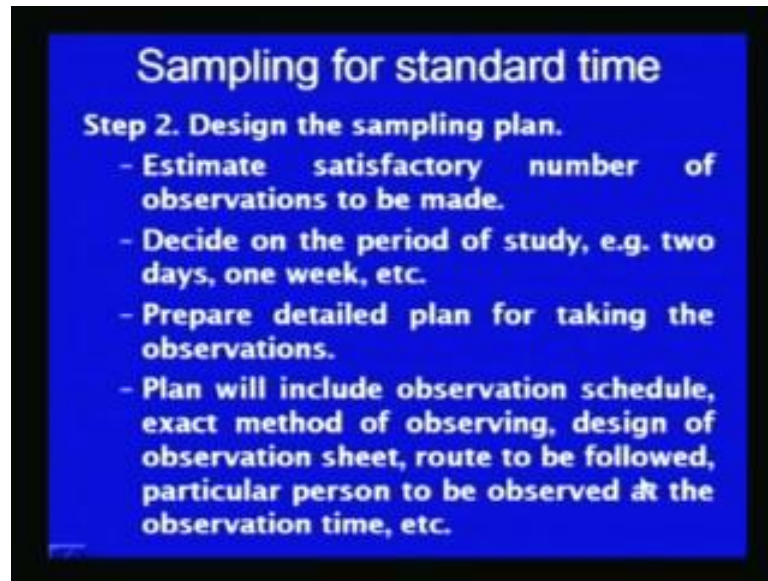 Sampling for standard time
Step 2. Design the sampling plan.
– Estimate satisfactory number of
observations to be made.
– Decide on the period of study, e.g. two
days, one week, etc.
– Prepare detailed plan for taking the
observations.
– Plan will include observation schedule,
exact method of observing, design of
observation sheet, route to be followed,
particular person to be observed at the
observation time, etc.